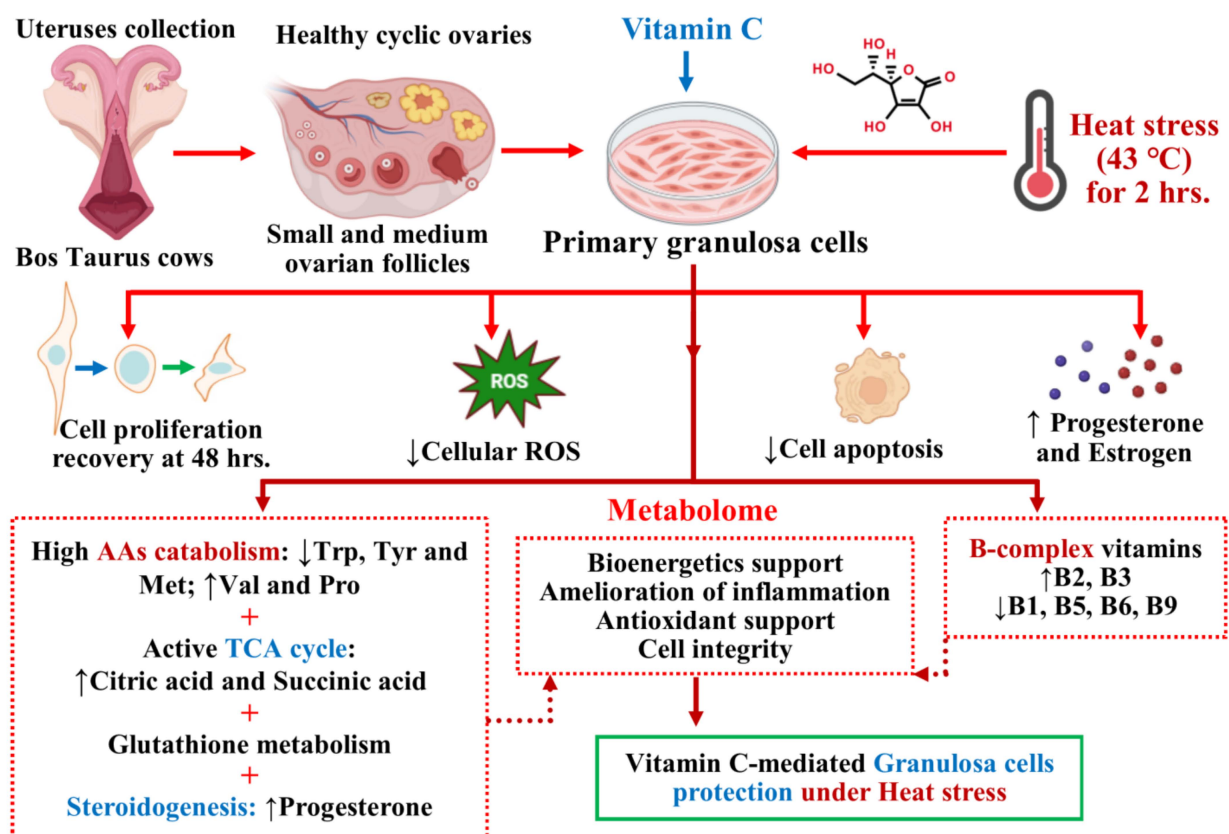 Uteruses collection
Bos Taurus cows
Healthy cyclic ovaries
Small and medium
ovarian follicles
Vitamin C
Primary granulosa cells
HO
H
HO
O
O
HO
OH
Heat stress
(43 °C)
for 2 hrs.
Cell proliferation
recovery at 48 hrs.
ROS
↓Cellular ROS
↓Cell apoptosis
↑ Progesterone
and Estrogen
High AAs catabolism: ↓Trp, Tyr and
Met; ↑Val and Pro
+
Active TCA cycle:
↑Citric acid and Succinic acid
+
Glutathione metabolism
+
Steroidogenesis: ↑Progesterone
Metabolome
Bioenergetics support
Amelioration of inflammation
Antioxidant support
Cell integrity
B-complex vitamins
↑B2, B3
↓B1, B5, B6, B9
Vitamin C-mediated Granulosa cells
protection under Heat stress